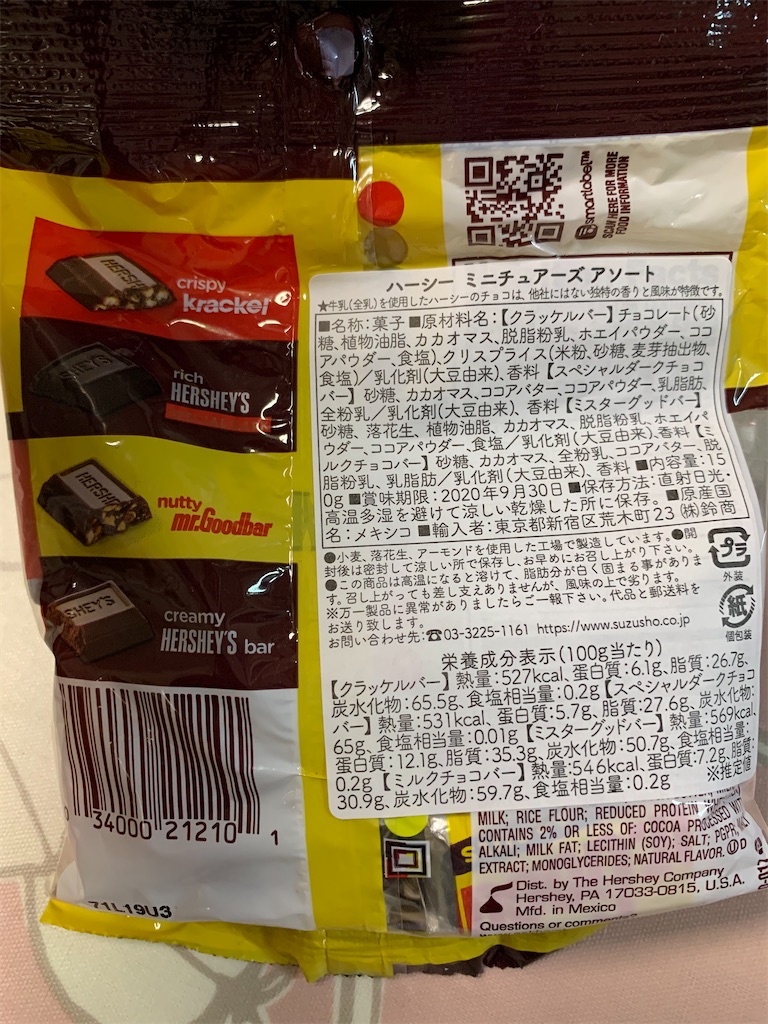 smartlabel™
SCAN HERE FOR MORE
FOOD INFORMATION
HERSHEY'S
crispy
krackel
rich
HERSHEY'S
HERSHEY'S
nutty
mr.Goodbar
HERSHEY'S
creamy
HERSHEY'S bar
34000 21210 1
71L19U3
ハーシー ミニチュアーズ アソート
★牛乳(全乳)を使用したハーシーのチョコは、他社にはない独特の香りと風味が特徴です。
■名称:菓子■原材料名:【クラッケルバー】チョコレート(砂
糖、植物油脂、カカオマス、脱脂粉乳、ホエイパウダー、ココ
アパウダー、食塩)、クリスプライス(米粉、砂糖、麦芽抽出物、
食塩)/乳化剤(大豆由来)、香料【スペシャルダークチョコ
バー】砂糖、カカオマス、ココアバター、ココアパウダー、乳脂肪、
全粉乳/乳化剤(大豆由来)、香料【ミスターグッドバー】
砂糖、落花生、植物油脂、カカオマス、脱脂粉乳、ホエイパ
ウダー、ココアパウダー、食塩/乳化剤(大豆由来)、香料【ミ
ルクチョコバー】砂糖、カカオマス、全粉乳、ココアバター、脱
脂粉乳、乳脂肪/乳化剤(大豆由来)、香料■内容量:15
0g■賞味期限:2020年9月30日■保存方法:直射日光・
高温多湿を避けて涼しい乾燥した所に保存。■原産国
名:メキシコ■輸入者:東京都新宿区荒木町23 ㈱鈴商
●小麦、落花生、アーモンドを使用した工場で製造しています。●開
封後は密封して涼しい所で保存し、お早めにお召し上がり下さい。
●この商品は高温になると溶けて、脂肪分が白く固まる事がありま
す。召し上がっても差し支えありませんが、風味の上で劣ります。
※万一製品に異常がありましたらご一報下さい。代品と郵送料を
お送り致します。
お問い合わせ先:☎03-3225-1161 https://www.suzusho.co.jp
プラ
外装
紙
個包装
栄養成分表示(100g当たり)
【クラッケルバー】熱量:527kcal、蛋白質:6.1g、脂質:26.7g、
炭水化物:65.5g、食塩相当量:0.2g【スペシャルダークチョコ
バー】熱量:531kcal、蛋白質:5.7g、脂質:27.6g、炭水化物:
65g、食塩相当量:0.01g【ミスターグッドバー】熱量:569kcal、
蛋白質:12.1g、脂質:35.3g、炭水化物:50.7g、食塩相当量:
0.2g【ミルクチョコバー】熱量:546kcal、蛋白質:7.2g、脂質:
30.9g、炭水化物:59.7g、食塩相当量:0.2g ※推定値
MILK; RICE FLOUR; REDUCED PROTEIN
CONTAINS 2% OR LESS OF: COCOA PROCESSED WITH
ALKALI; MILK FAT; LECITHIN (SOY); SALT; PGPR;
EXTRACT; MONOGLYCERIDES; NATURAL FLAVOR. Ⓤ D
Dist. by The Hershey Company
Hershey, PA 17033-0815, U.S.A.
Mfd. in Mexico
Questions or comments?